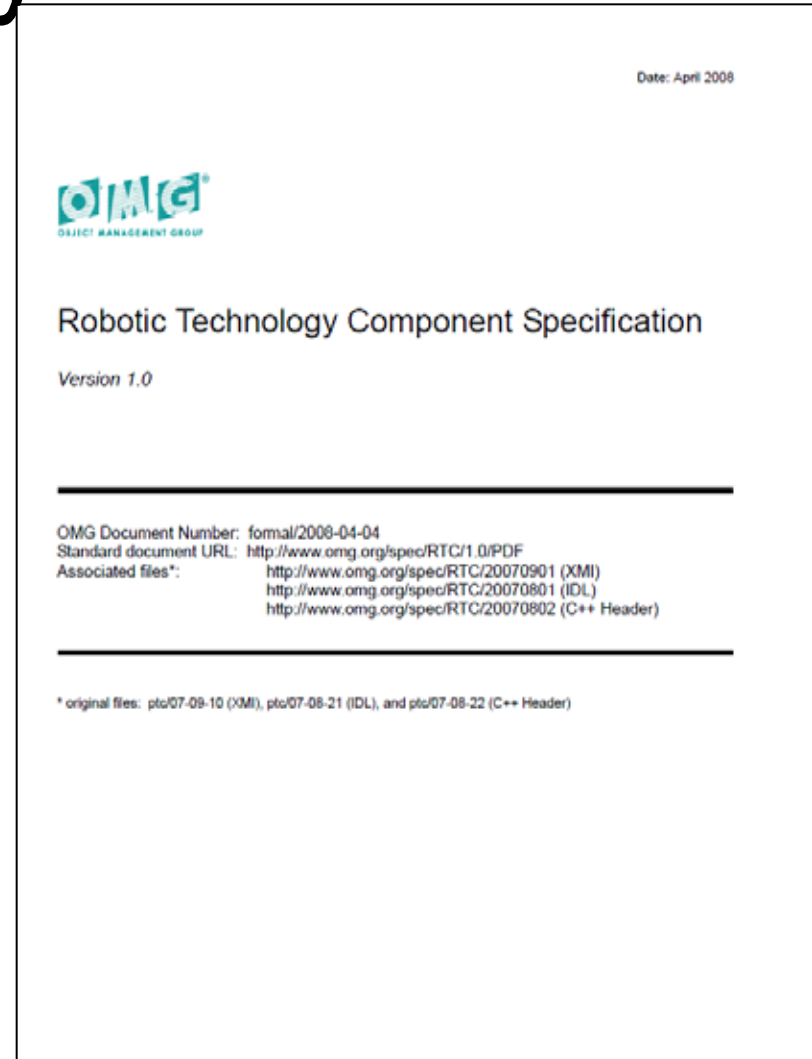 Date: April 2008
OMG®
OBJECT MANAGEMENT GROUP
Robotic Technology Component Specification
Version 1.0
OMG Document Number: formal/2008-04-04
Standard document URL: http://www.omg.org/spec/RTC/1.0/PDF
Associated files*: http://www.omg.org/spec/RTC/20070901 (XMI)
http://www.omg.org/spec/RTC/20070801 (IDL)
http://www.omg.org/spec/RTC/20070802 (C++ Header)
* original files: ptc/07-09-10 (XMI), ptc/07-08-21 (IDL), and ptc/07-08-22 (C++ Header)